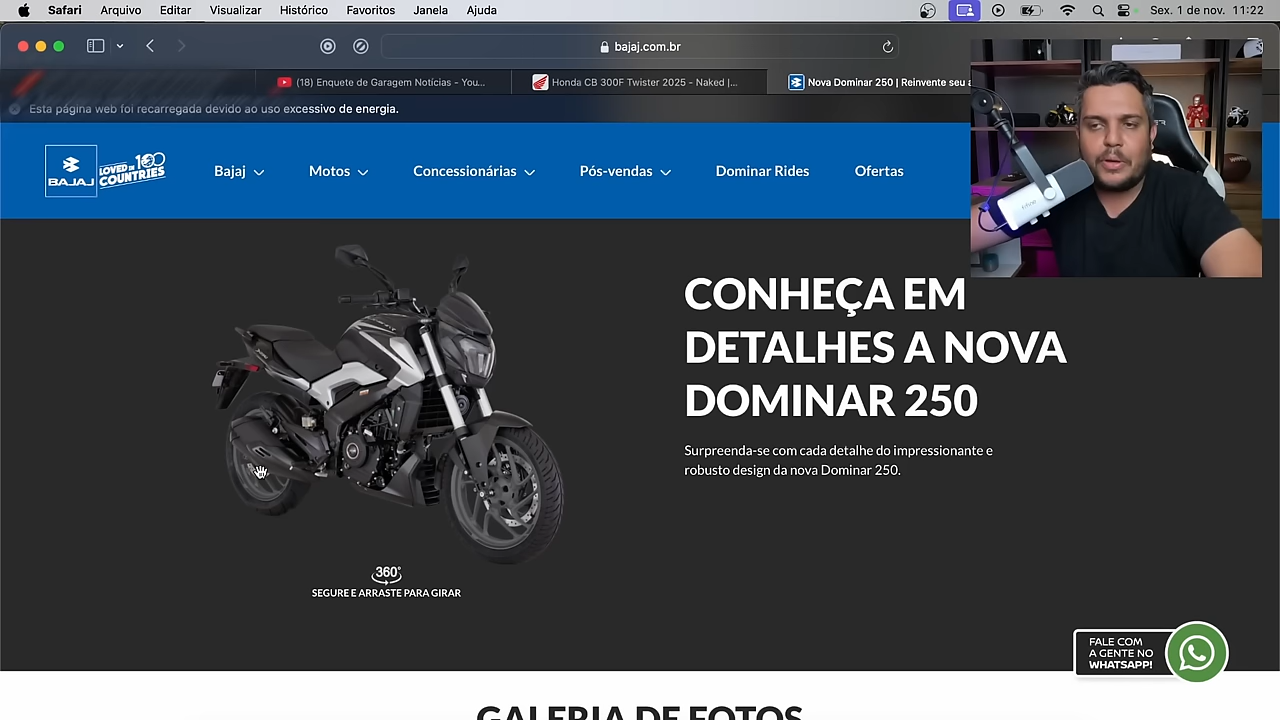 Safari Arquivo Editar Visualizar Histórico Favoritos Janela Ajuda Sex. 1 de nov. 11:22
bajaj.com.br
(18) Enquete de Garagem Notícias - You...
Honda CB 300F Twister 2025 - Naked |...
Nova Dominar 250 | Reinvente seu a
Esta página web foi recarregada devido ao uso excessivo de energia.
BAJAJ
LOVED IN 100 COUNTRIES
Bajaj Motos Concessionárias Pós-vendas Dominar Rides Ofertas
CONHEÇA EM
DETALHES A NOVA
DOMINAR 250
Surpreenda-se com cada detalhe do impressionante e
robusto design da nova Dominar 250.
360°
SEGURE E ARRASTE PARA GIRAR
FALE COM
A GENTE NO
WHATSAPP!
GALERIA DE FOTOS